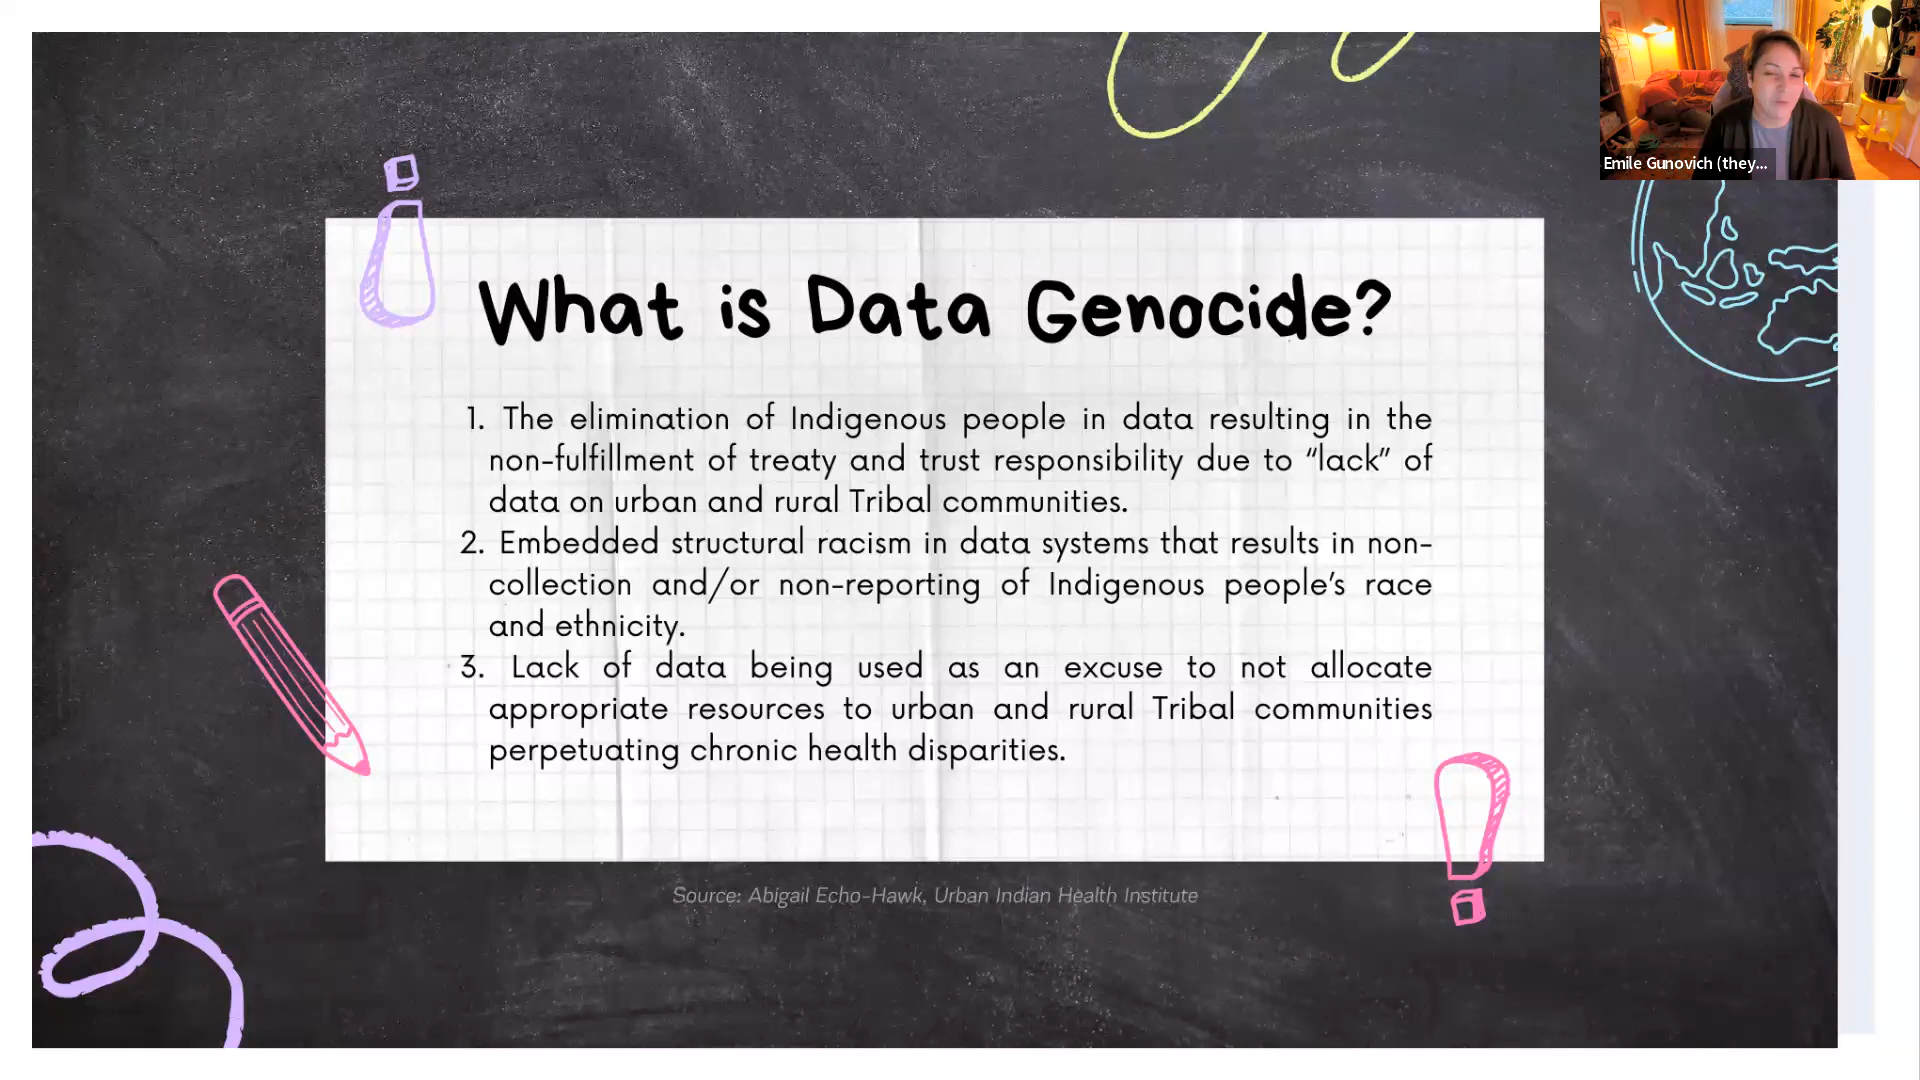 Emile Gunovich (they...
What is Data Genocide?
1. The elimination of Indigenous people in data resulting in the
non-fulfillment of treaty and trust responsibility due to “lack” of
data on urban and rural Tribal communities.
2. Embedded structural racism in data systems that results in non-
collection and/or non-reporting of Indigenous people’s race
and ethnicity.
3. Lack of data being used as an excuse to not allocate
appropriate resources to urban and rural Tribal communities
perpetuating chronic health disparities.
Source: Abigail Echo-Hawk, Urban Indian Health Institute